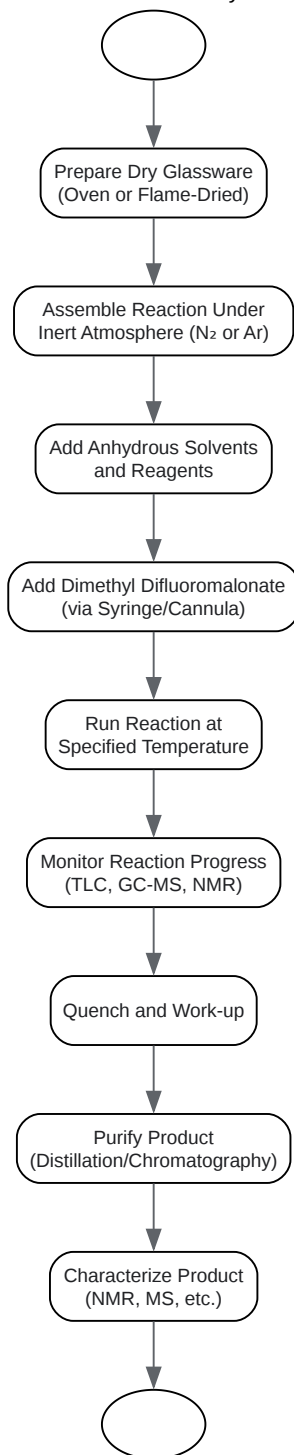 Prepare Dry Glassware
(Oven or Flame-Dried)
Assemble Reaction Under
Inert Atmosphere (N₂ or Ar)
Add Anhydrous Solvents
and Reagents
Add Dimethyl Difluoromalonate
(via Syringe/Cannula)
Run Reaction at
Specified Temperature
Monitor Reaction Progress
(TLC, GC-MS, NMR)
Quench and Work-up
Purify Product
(Distillation/Chromatography)
Characterize Product
(NMR, MS, etc.)